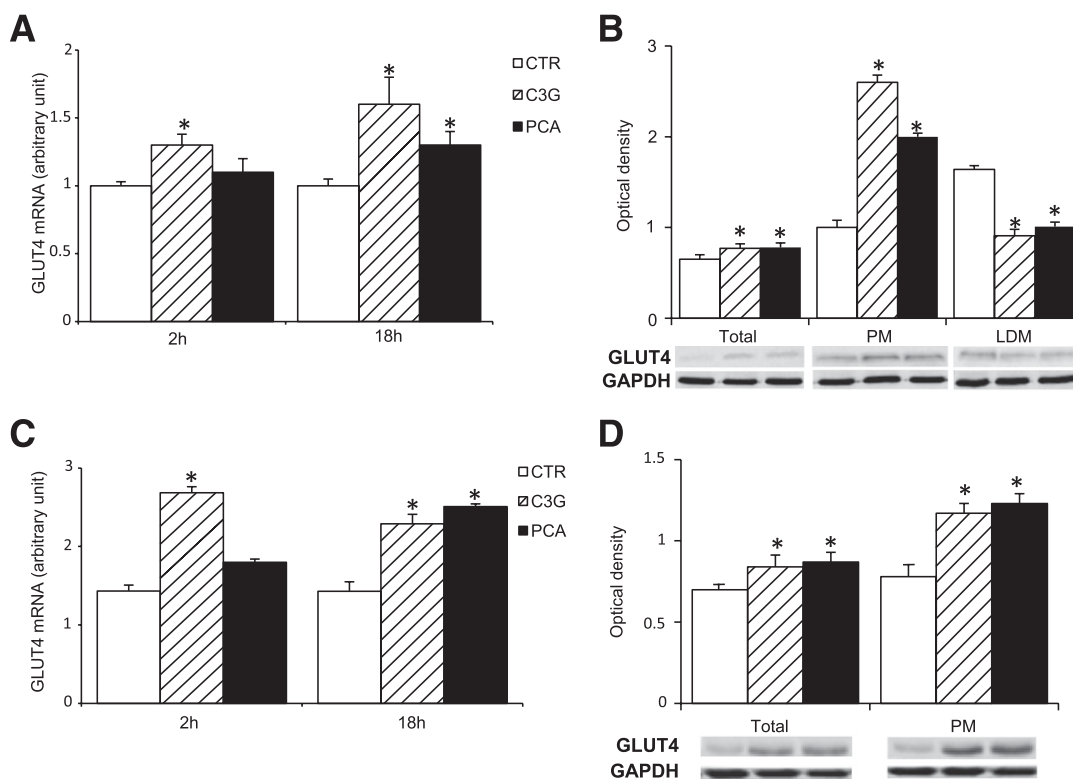 A
GLUT4 mRNA (arbitrary unit)
2
1.5
1
0.5
0
*
*
*
2h
18h
CTR
C3G
PCA
B
Optical density
3
2
1
0
*
*
*
*
*
*
Total
PM
LDM
GLUT4
GAPDH
C
GLUT4 mRNA (arbitrary unit)
3
2
1
0
*
*
*
2h
18h
CTR
C3G
PCA
D
Optical density
1.5
1
0.5
0
*
*
*
*
Total
PM
GLUT4
GAPDH